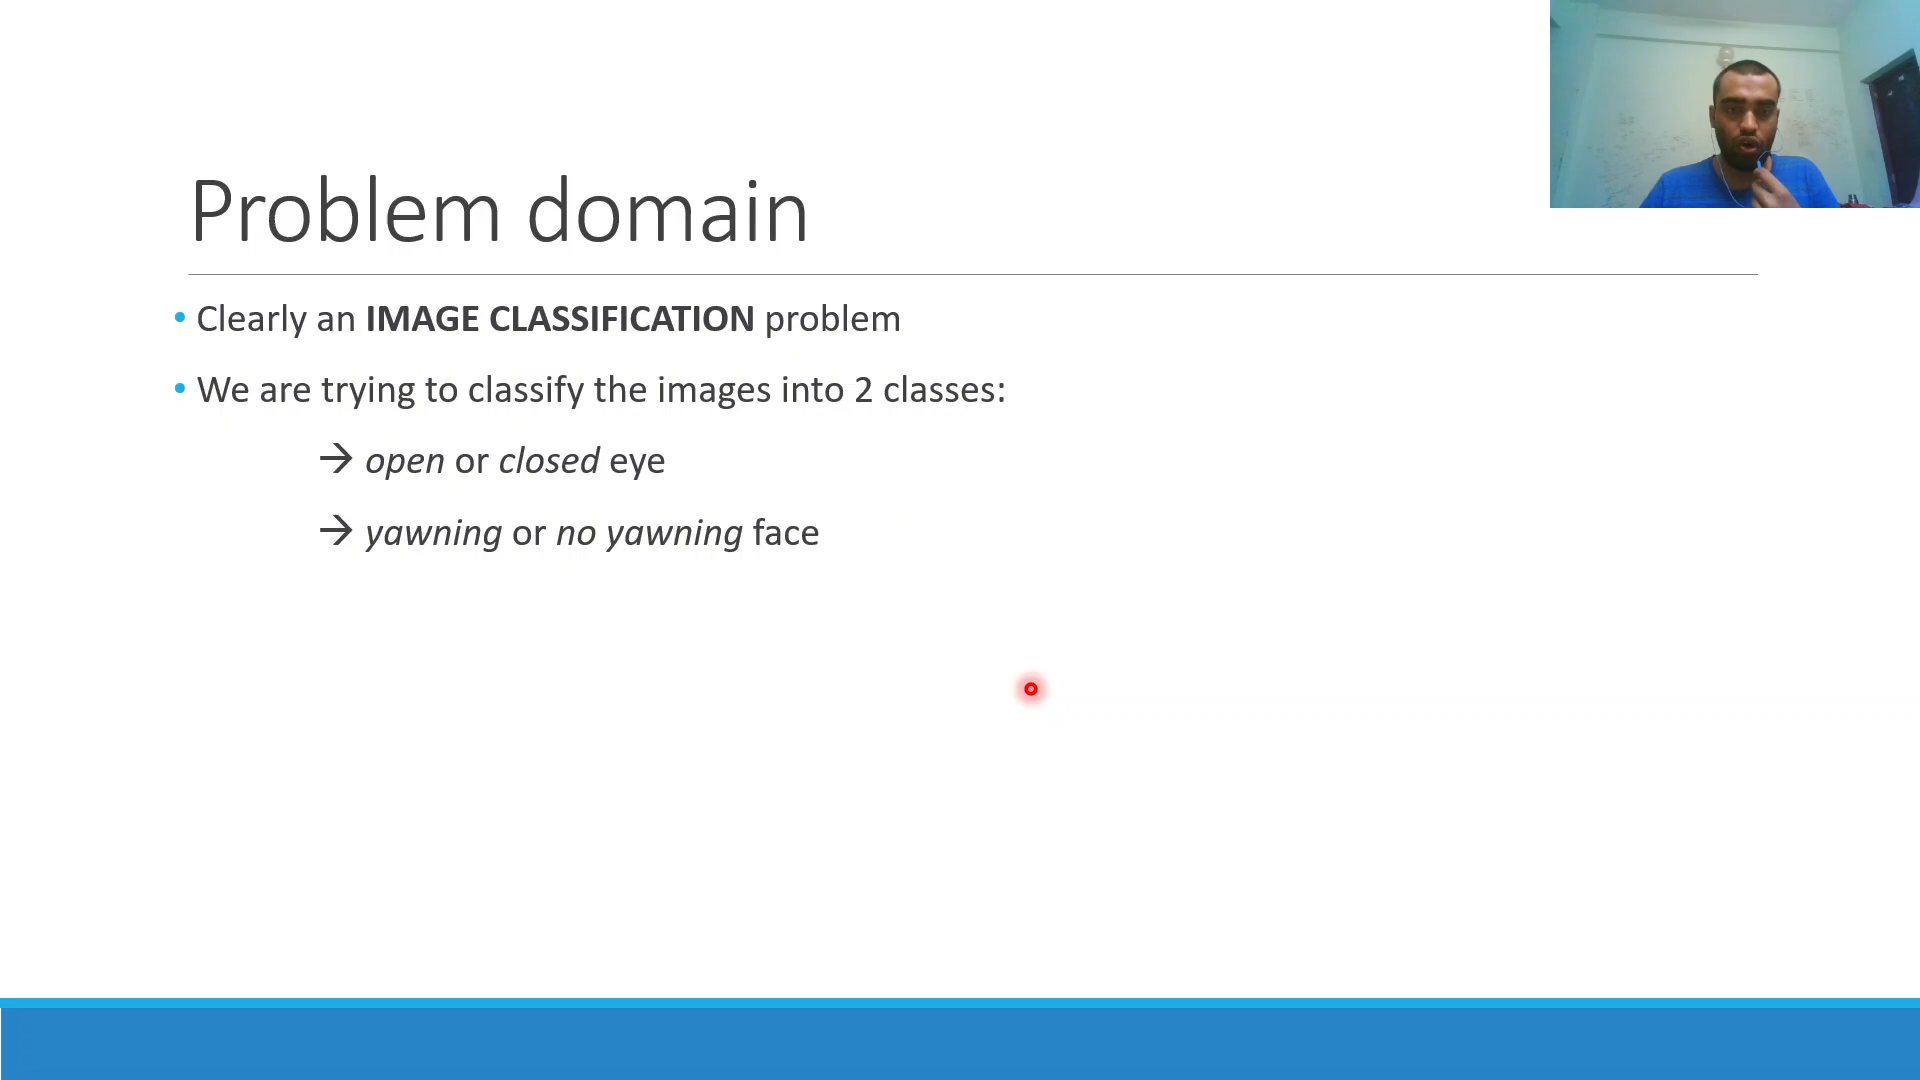 Problem domain
• Clearly an IMAGE CLASSIFICATION problem
• We are trying to classify the images into 2 classes:
→ open or closed eye
→ yawning or no yawning face